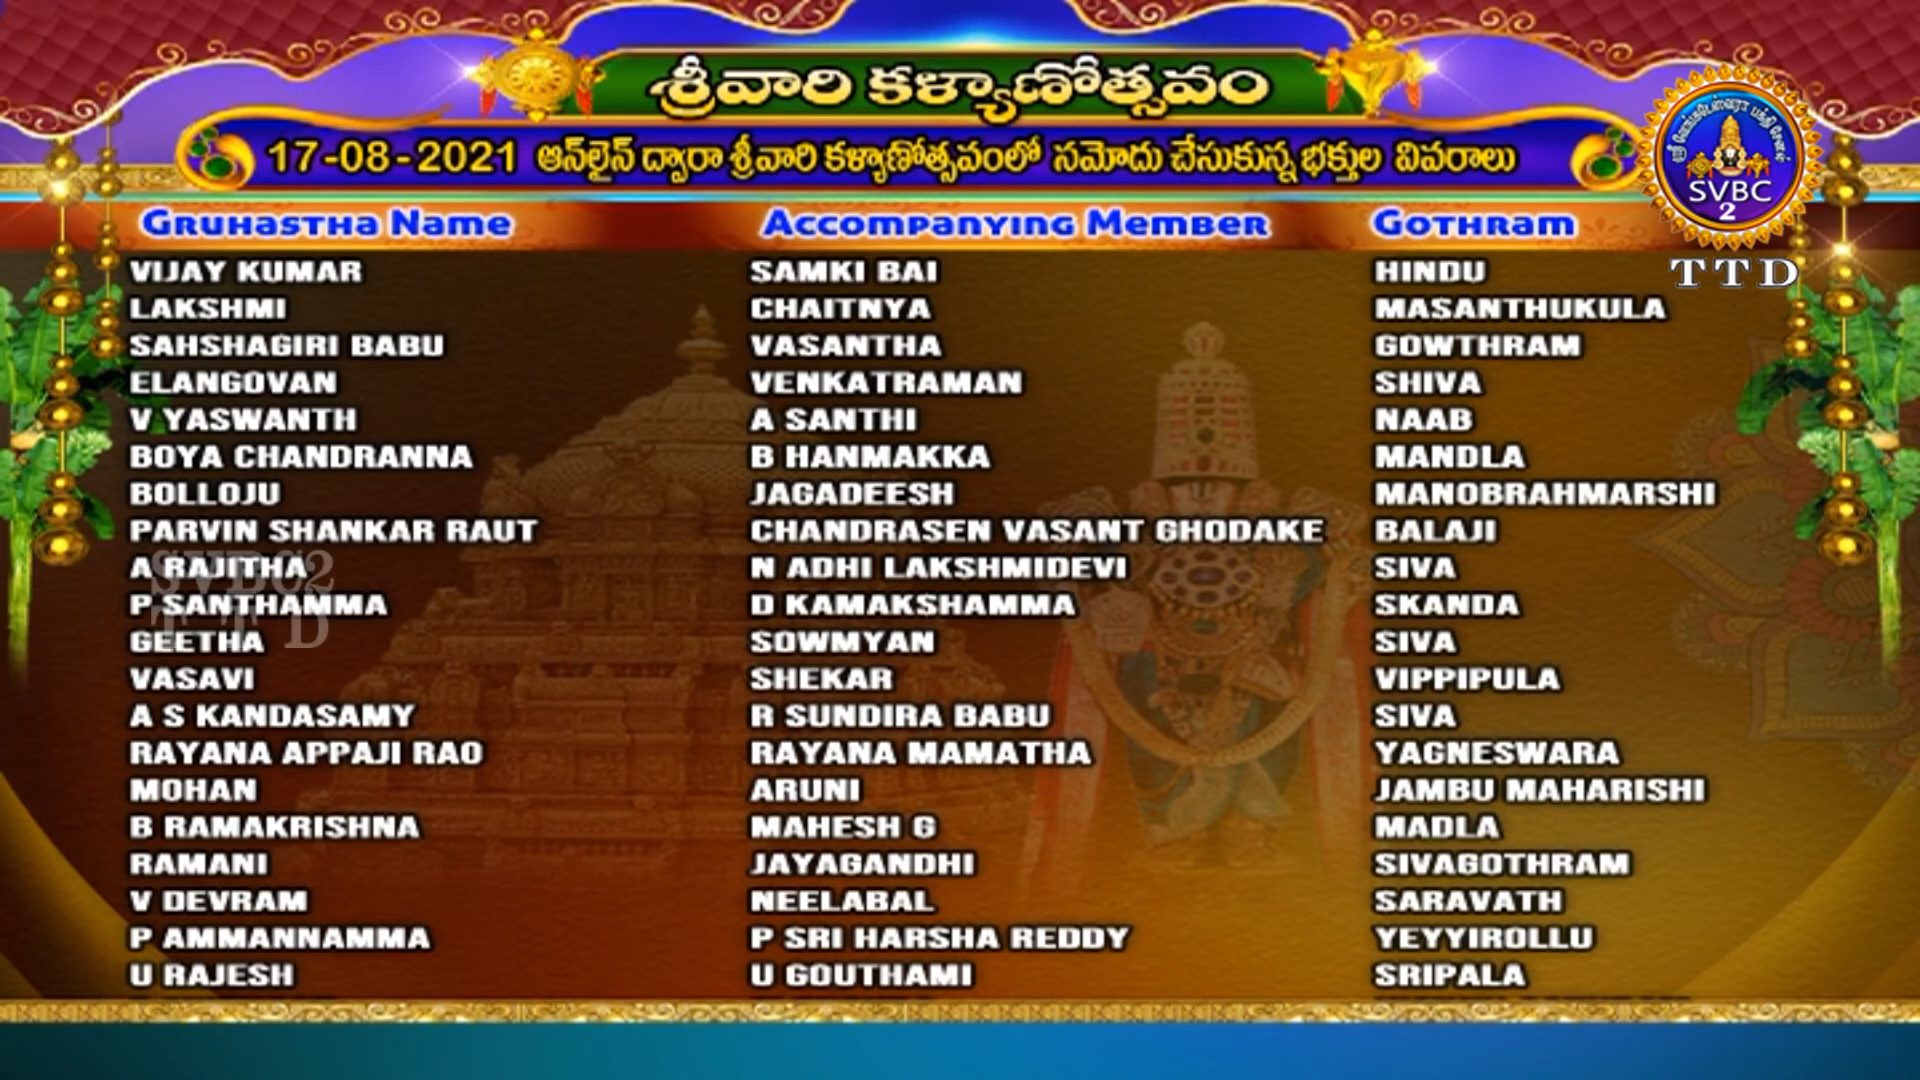 శ్రీవారి కళ్యాణోత్సవం
17-08-2021 ఆన్‌లైన్ ద్వారా శ్రీవారి కళ్యాణోత్సవంలో నమోదు చేసుకున్న భక్తుల వివరాలు
SVBC
2
TTD
Gruhastha Name Accompanying Member Gothram
VIJAY KUMAR SAMKI BAI HINDU
LAKSHMI CHAITNYA MASANTHUKULA
SAHSHAGIRI BABU VASANTHA GOWTHRAM
ELANGOVAN VENKATRAMAN SHIVA
V YASWANTH A SANTHI NAAB
BOYA CHANDRANNA B HANMAKKA MANDLA
BOLLOJU JAGADEESH MANOBRAHMARSHI
PARVIN SHANKAR RAUT CHANDRASEN VASANT GHODAKE BALAJI
A RAJITHA N ADHI LAKSHMIDEVI SIVA
P SANTHAMMA D KAMAKSHAMMA SKANDA
GEETHA SOWMYAN SIVA
VASAVI SHEKAR VIPPIPULA
A S KANDASAMY R SUNDIRA BABU SIVA
RAYANA APPAJI RAO RAYANA MAMATHA YAGNESWARA
MOHAN ARUNI JAMBU MAHARISHI
B RAMAKRISHNA MAHESH G MADLA
RAMANI JAYAGANDHI SIVAGOTHRAM
V DEVRAM NEELABAL SARAVATH
P AMMANNAMMA P SRI HARSHA REDDY YEYYIROLLU
U RAJESH U GOUTHAMI SRIPALA
SVBC2
TTD